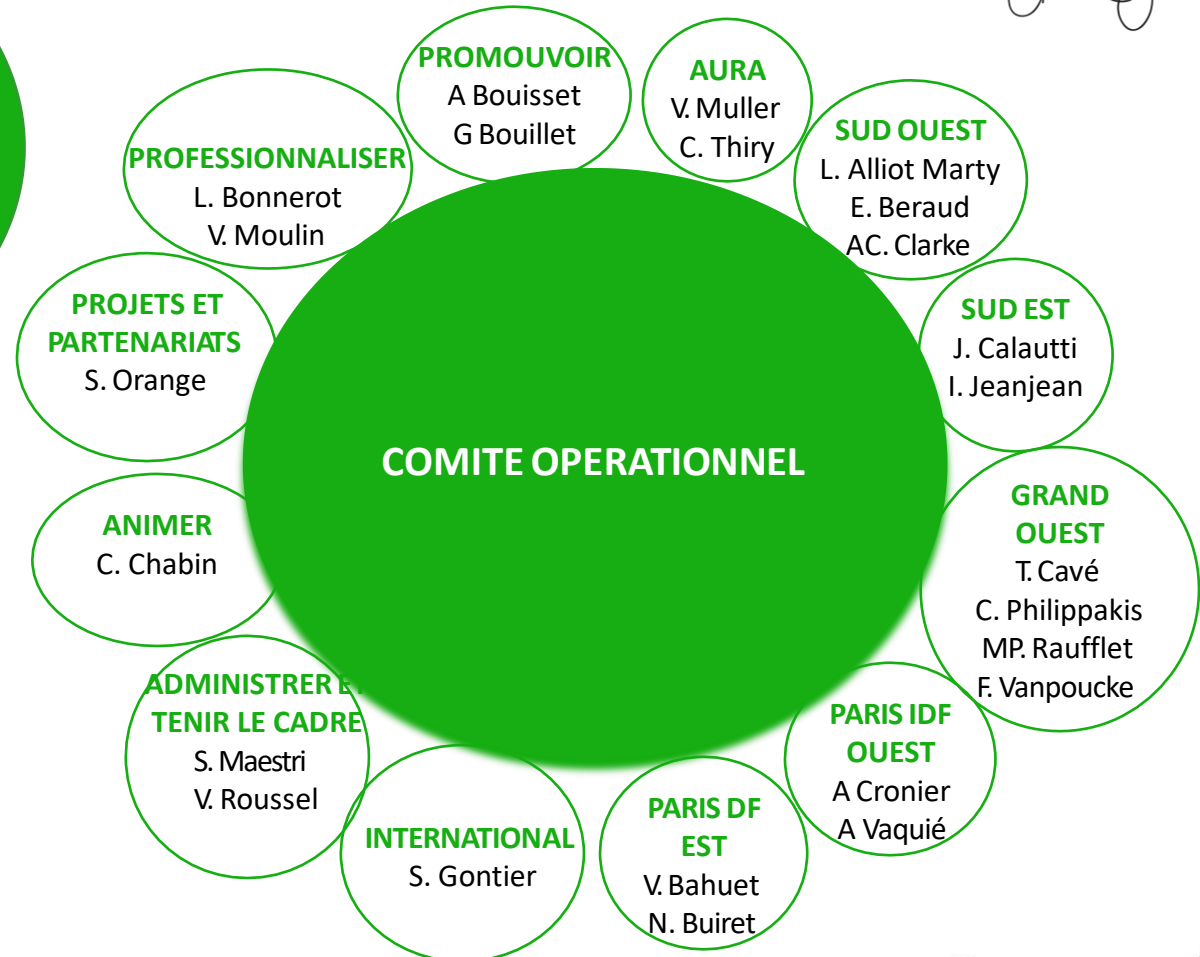 PROMOUVOIR
A Bouisset
G Bouillet
AURA
V. Muller
C. Thiry
SUD OUEST
L. Alliot Marty
E. Beraud
AC. Clarke
PROFESSIONNALISER
L. Bonnerot
V. Moulin
PROJETS ET
PARTENARIATS
S. Orange
SUD EST
J. Calautti
I. Jeanjean
COMITE OPERATIONNEL
ANIMER
C. Chabin
GRAND
OUEST
T. Cavé
C. Philippakis
MP. Raufflet
F. Vanpoucke
ADMINISTRER ET
TENIR LE CADRE
S. Maestri
V. Roussel
PARIS IDF
OUEST
A Cronier
A Vaquié
INTERNATIONAL
S. Gontier
PARIS DF
EST
V. Bahuet
N. Buiret